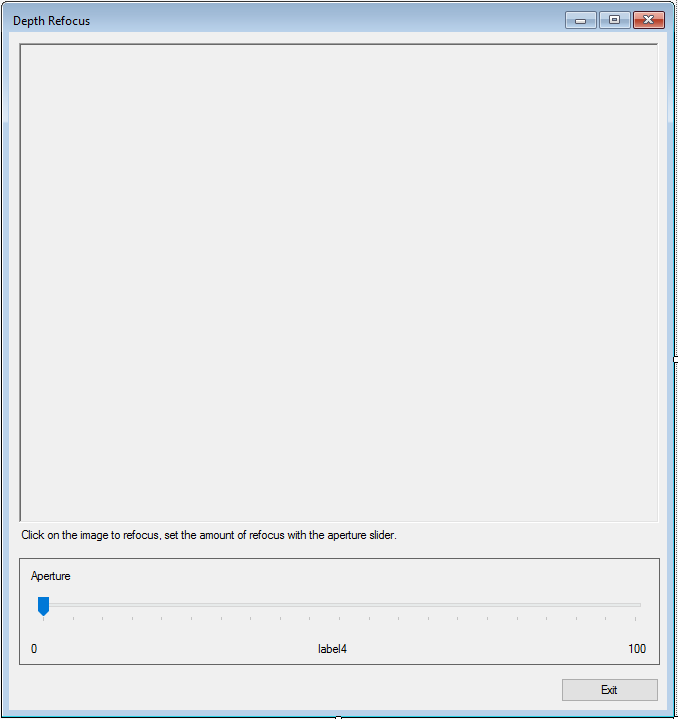 Depth Refocus
Click on the image to refocus, set the amount of refocus with the aperture slider.
Aperture
0 label4 100
Exit